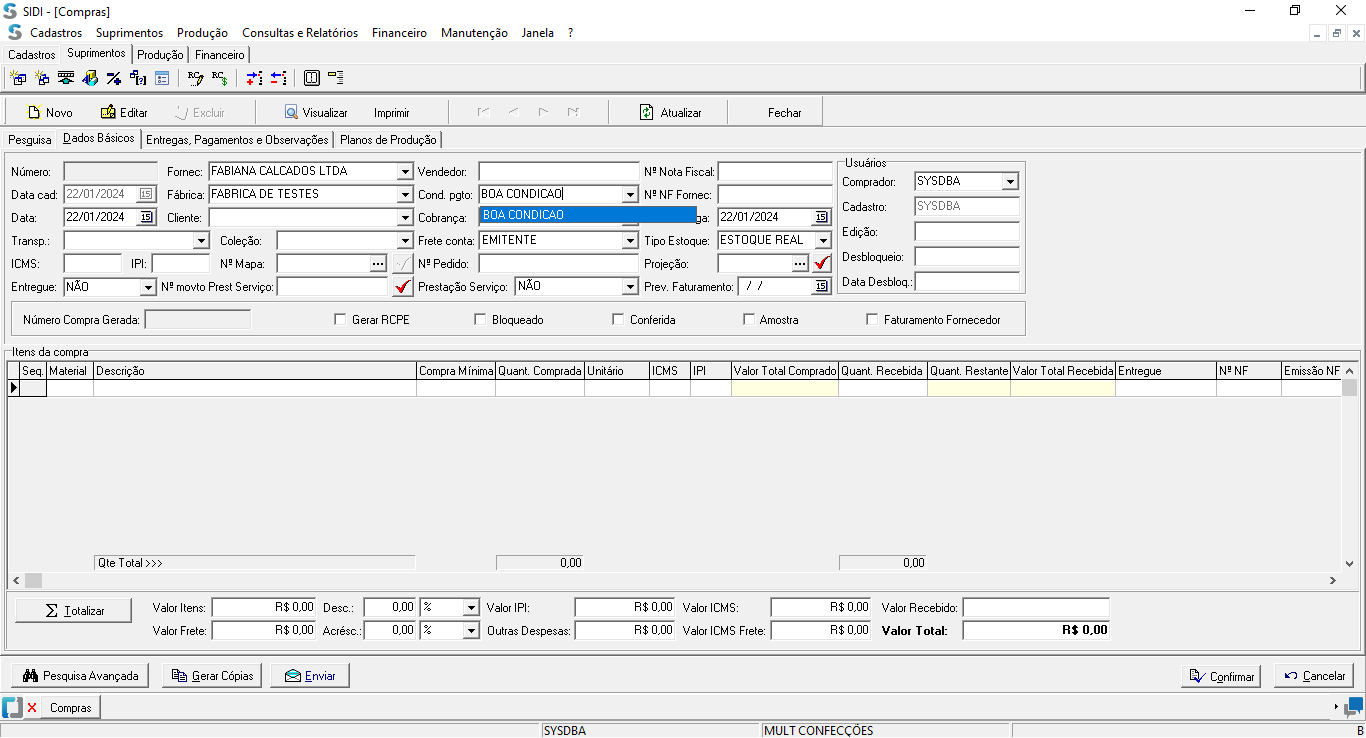 SIDI - [Compras]
Cadastros Suprimentos Produção Consultas e Relatórios Financeiro Manutenção Janela ?
Cadastros Suprimentos Produção Financeiro
Novo Editar Excluir Visualizar Imprimir Atualizar Fechar
Pesquisa Dados Básicos Entregas, Pagamentos e Observações Planos de Produção
Número: Fornec: FABIANA CALCADOS LTDA Vendedor: Nº Nota Fiscal: Usuários
Comprador: SYSDBA
Data cad: 22/01/2024 15 Fábrica: FABRICA DE TESTES Cond. pgto: BOA CONDICAO Nº NF Fornec:
Cadastro: SYSDBA
Data: 22/01/2024 15 Cliente: Cobrança: BOA CONDICAO ga: 22/01/2024 15
Edição:
Transp.: Coleção: Frete conta: EMITENTE Tipo Estoque: ESTOQUE REAL
Desbloqueio:
ICMS: IPI: Nº Mapa: ... Nº Pedido: Projeção: ...
Data Desbloq.:
Entregue: NÃO Nº movto Prest Serviço: Prestação Serviço: NÃO Prev. Faturamento: / / 15
Número Compra Gerada: Gerar RCPE Bloqueado Conferida Amostra Faturamento Fornecedor
Itens da compra
Seq. Material Descrição Compra Mínima Quant. Comprada Unitário ICMS IPI Valor Total Comprado Quant. Recebida Quant. Restante Valor Total Recebida Entregue Nº NF Emissão NF
Qte Total >>> 0,00 0,00
Σ Totalizar Valor Itens: R$ 0,00 Desc.: 0,00 % Valor IPI: R$ 0,00 Valor ICMS: R$ 0,00 Valor Recebido:
Valor Frete: R$ 0,00 Acrésc.: 0,00 % Outras Despesas: R$ 0,00 Valor ICMS Frete: R$ 0,00 Valor Total: R$ 0,00
Pesquisa Avançada Gerar Cópias Enviar Confirmar Cancelar
Compras
SYSDBA MULT CONFECÇÕES B